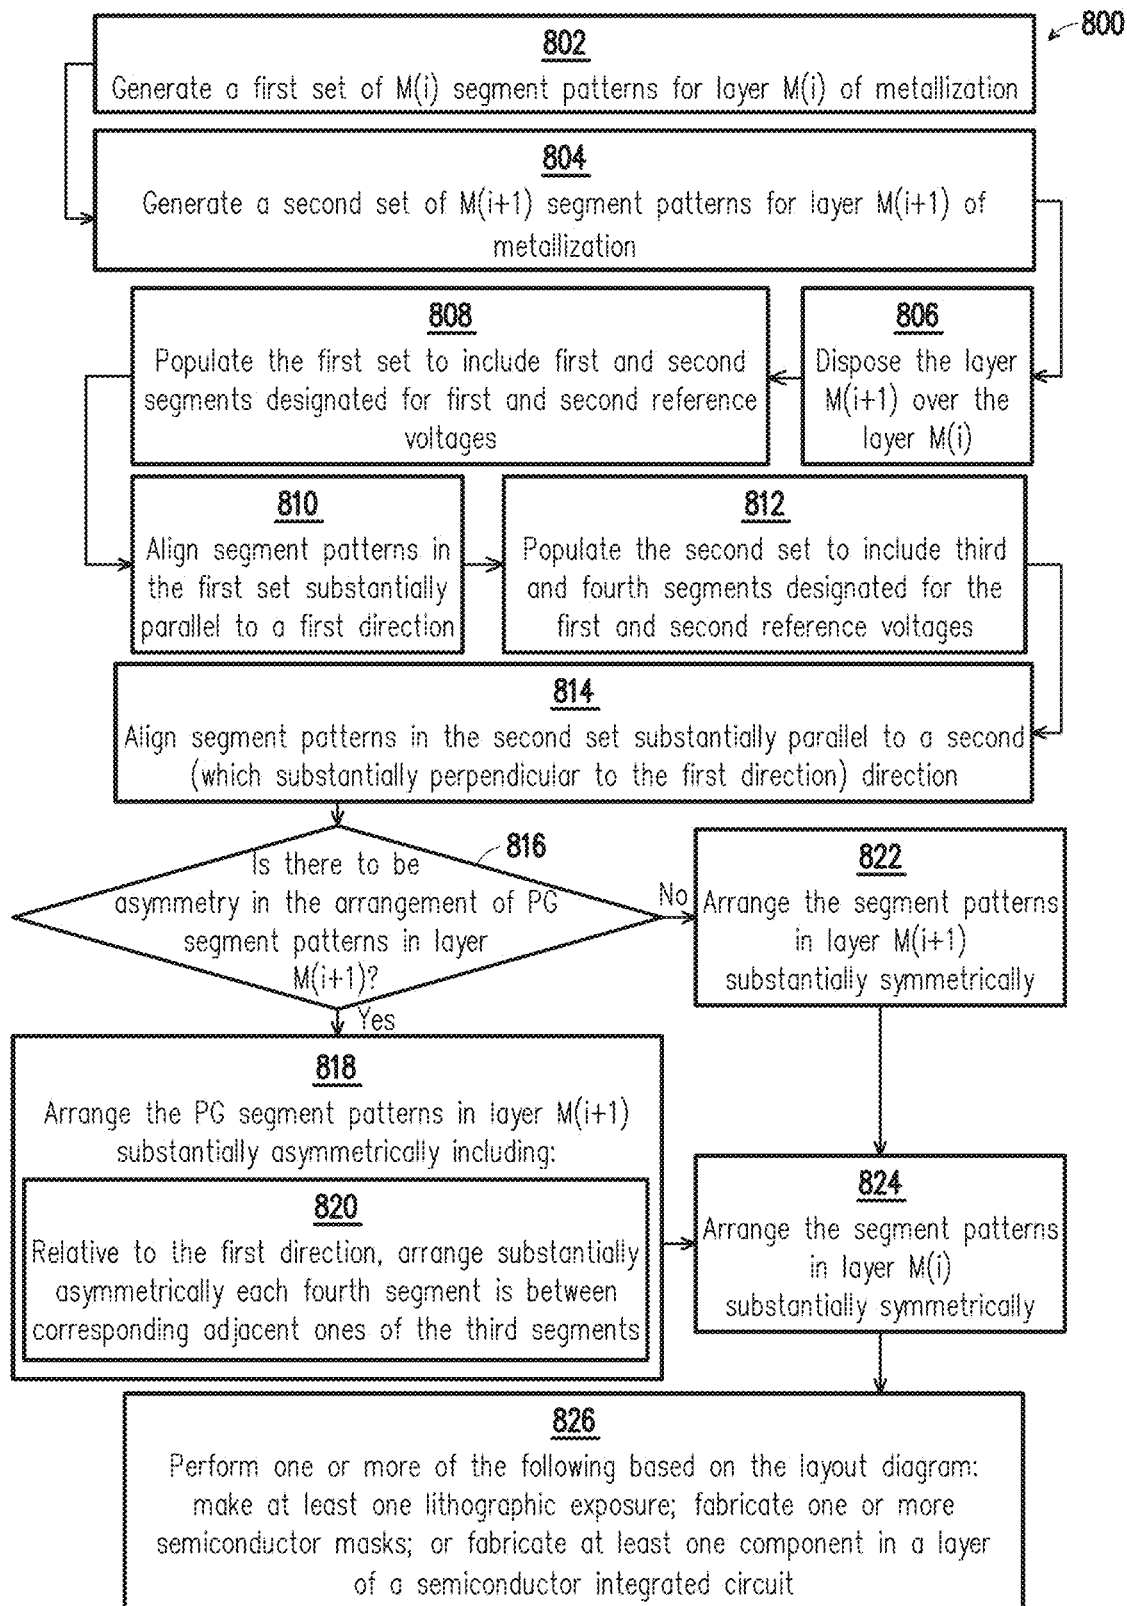 800
802
Generate a first set of M(i) segment patterns for layer M(i) of metallization
804
Generate a second set of M(i+1) segment patterns for layer M(i+1) of
metallization
806
Dispose the layer
M(i+1) over the
layer M(i)
808
Populate the first set to include first and second
segments designated for first and second reference
voltages
810
Align segment patterns in
the first set substantially
parallel to a first direction
812
Populate the second set to include third
and fourth segments designated for the
first and second reference voltages
814
Align segment patterns in the second set substantially parallel to a second
(which substantially perpendicular to the first direction) direction
816
Is there to be
asymmetry in the arrangement of PG
segment patterns in layer
M(i+1)?
No
Yes
822
Arrange the segment patterns
in layer M(i+1)
substantially symmetrically
818
Arrange the PG segment patterns in layer M(i+1)
substantially asymmetrically including:
820
Relative to the first direction, arrange substantially
asymmetrically each fourth segment is between
corresponding adjacent ones of the third segments
824
Arrange the segment patterns
in layer M(i)
substantially symmetrically
826
Perform one or more of the following based on the layout diagram:
make at least one lithographic exposure; fabricate one or more
semiconductor masks; or fabricate at least one component in a layer
of a semiconductor integrated circuit